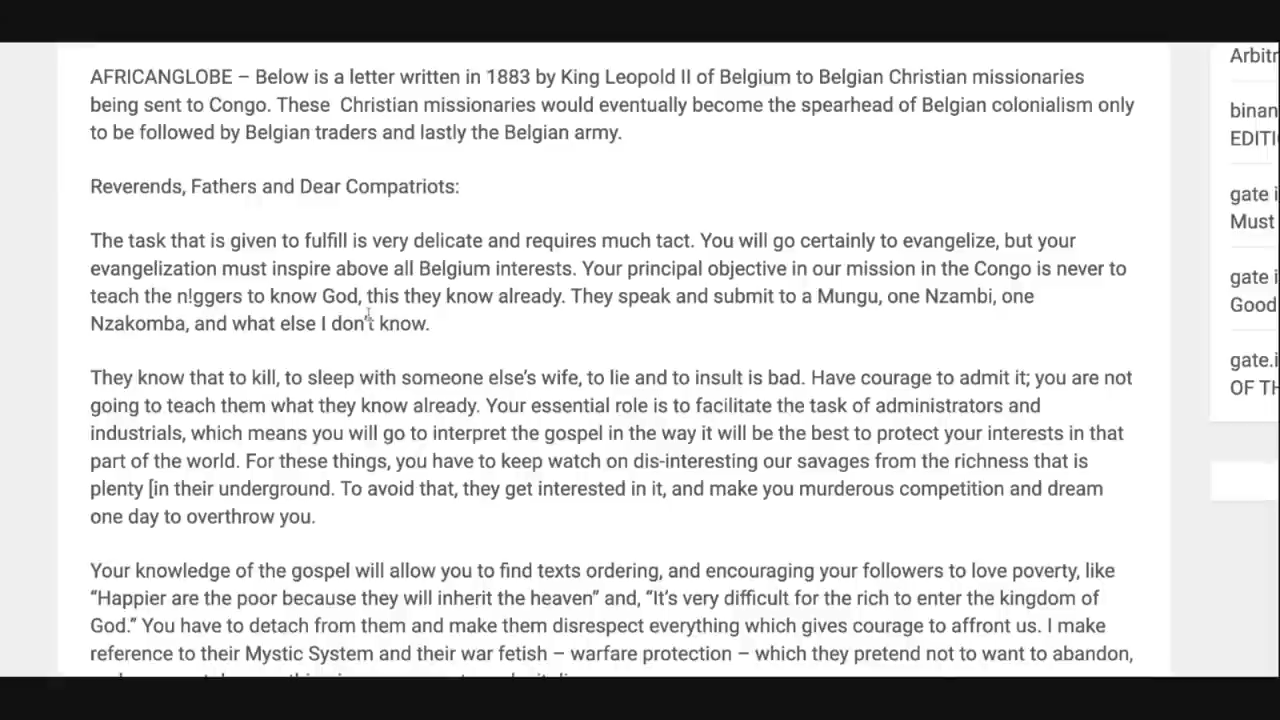 AFRICANGLOBE – Below is a letter written in 1883 by King Leopold II of Belgium to Belgian Christian missionaries
being sent to Congo. These Christian missionaries would eventually become the spearhead of Belgian colonialism only
to be followed by Belgian traders and lastly the Belgian army.
Reverends, Fathers and Dear Compatriots:
The task that is given to fulfill is very delicate and requires much tact. You will go certainly to evangelize, but your
evangelization must inspire above all Belgium interests. Your principal objective in our mission in the Congo is never to
teach the n!ggers to know God, this they know already. They speak and submit to a Mungu, one Nzambi, one
Nzakomba, and what else I don't know.
They know that to kill, to sleep with someone else's wife, to lie and to insult is bad. Have courage to admit it; you are not
going to teach them what they know already. Your essential role is to facilitate the task of administrators and
industrials, which means you will go to interpret the gospel in the way it will be the best to protect your interests in that
part of the world. For these things, you have to keep watch on dis-interesting our savages from the richness that is
plenty [in their underground. To avoid that, they get interested in it, and make you murderous competition and dream
one day to overthrow you.
Your knowledge of the gospel will allow you to find texts ordering, and encouraging your followers to love poverty, like
“Happier are the poor because they will inherit the heaven” and, “It's very difficult for the rich to enter the kingdom of
God.” You have to detach from them and make them disrespect everything which gives courage to affront us. I make
reference to their Mystic System and their war fetish – warfare protection – which they pretend not to want to abandon,
Arbitr
binan
EDITI
gate i
Must
gate i
Good
gate.i
OF Th